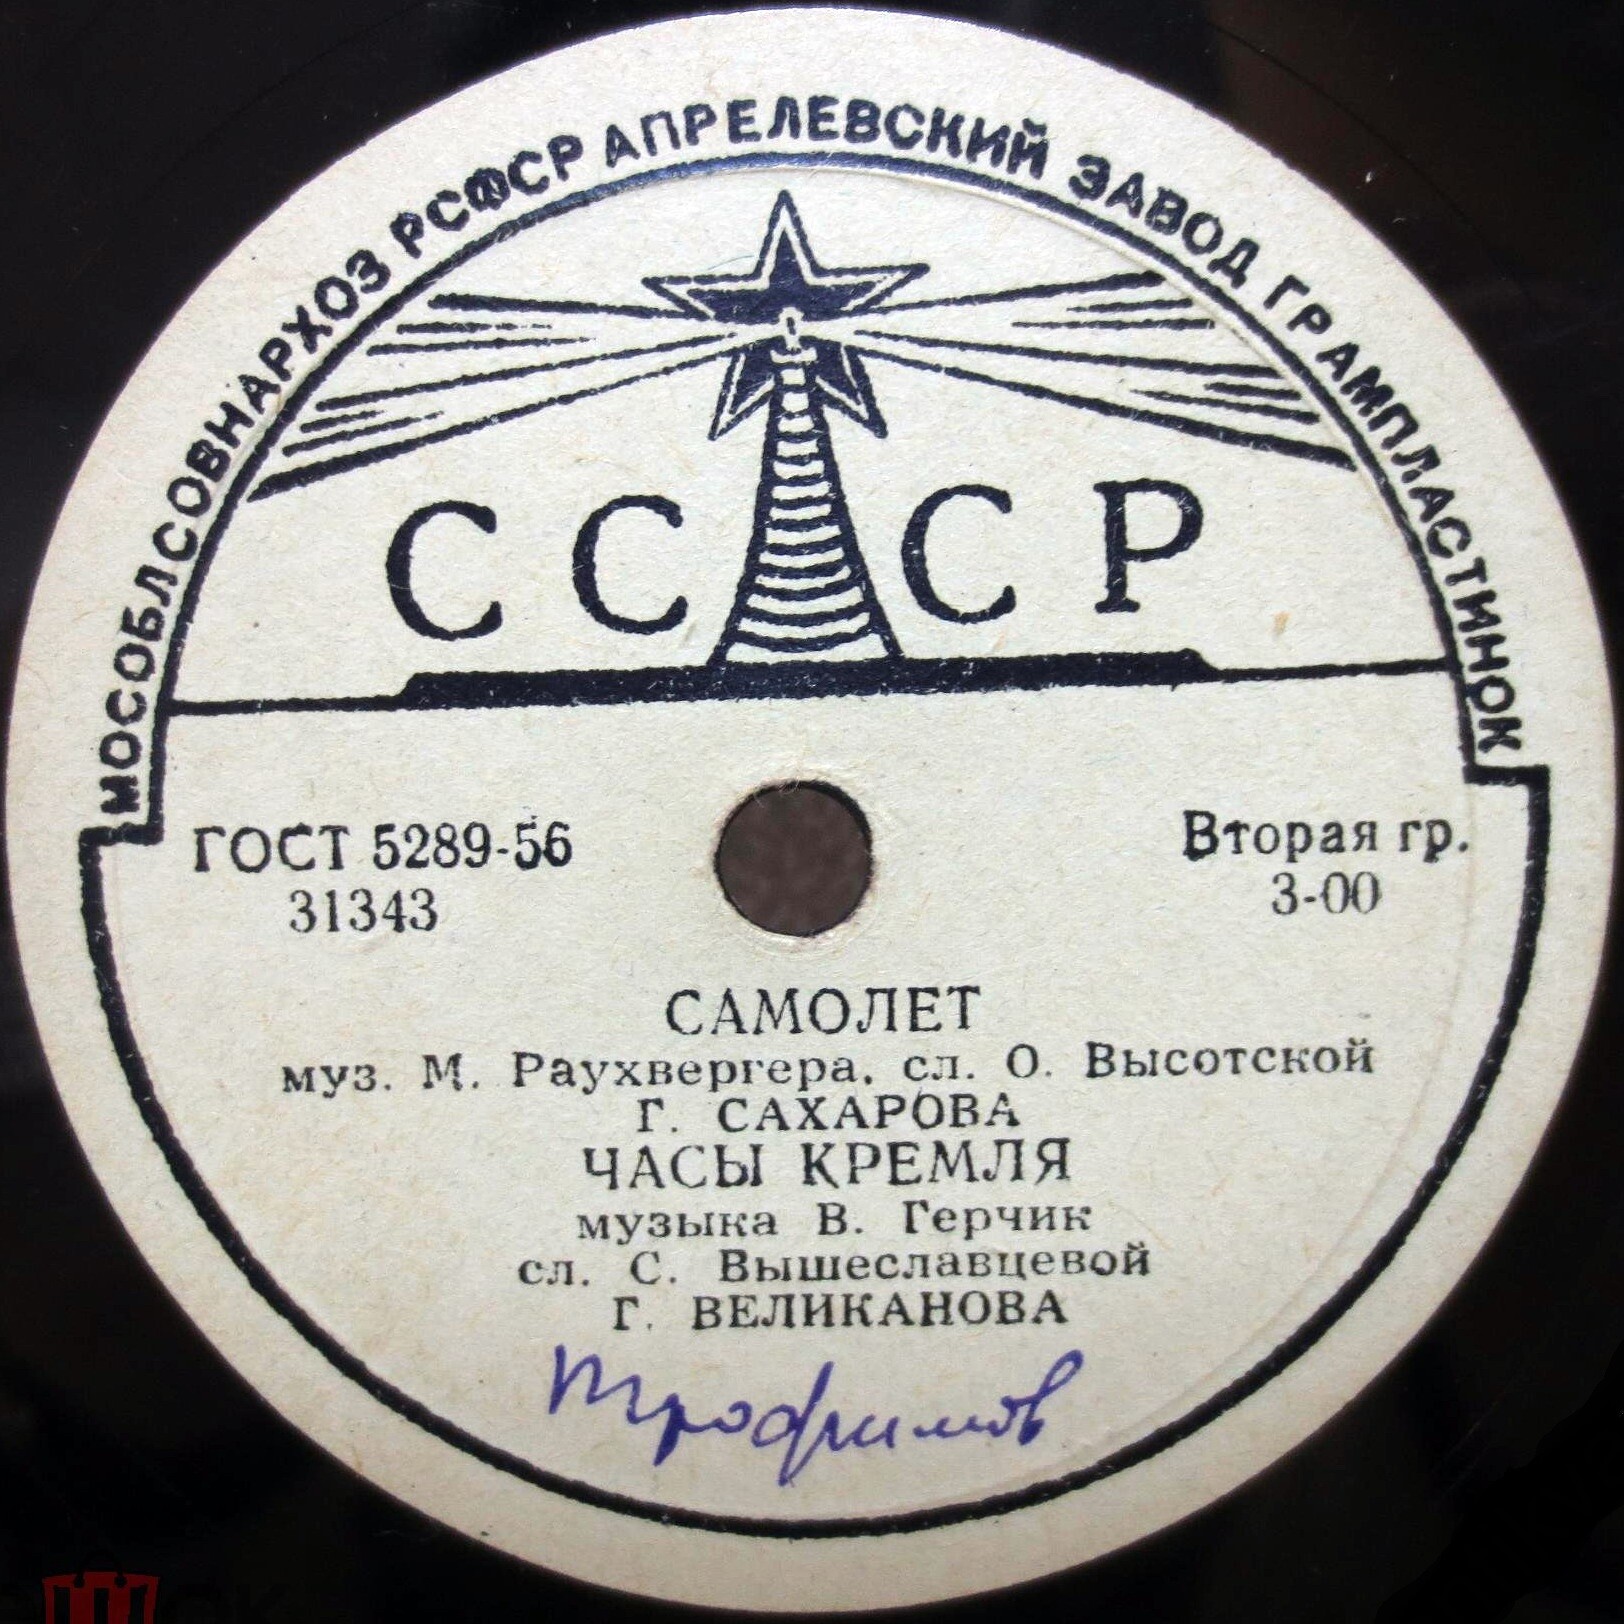 МОСОБЛСОВНАРХОЗ РСФСР АПРЕЛЕВСКИЙ ЗАВОД ГРАМПЛАСТИНОК
СССР
ГОСТ 5289-56
31343
Вторая гр.
3-00
САМОЛЕТ
муз. М. Раухвергера, сл. О. Высотской
Г. САХАРОВА
ЧАСЫ КРЕМЛЯ
музыка В. Герчик
сл. С. Вышеславцевой
Г. ВЕЛИКАНОВА
Трофимов